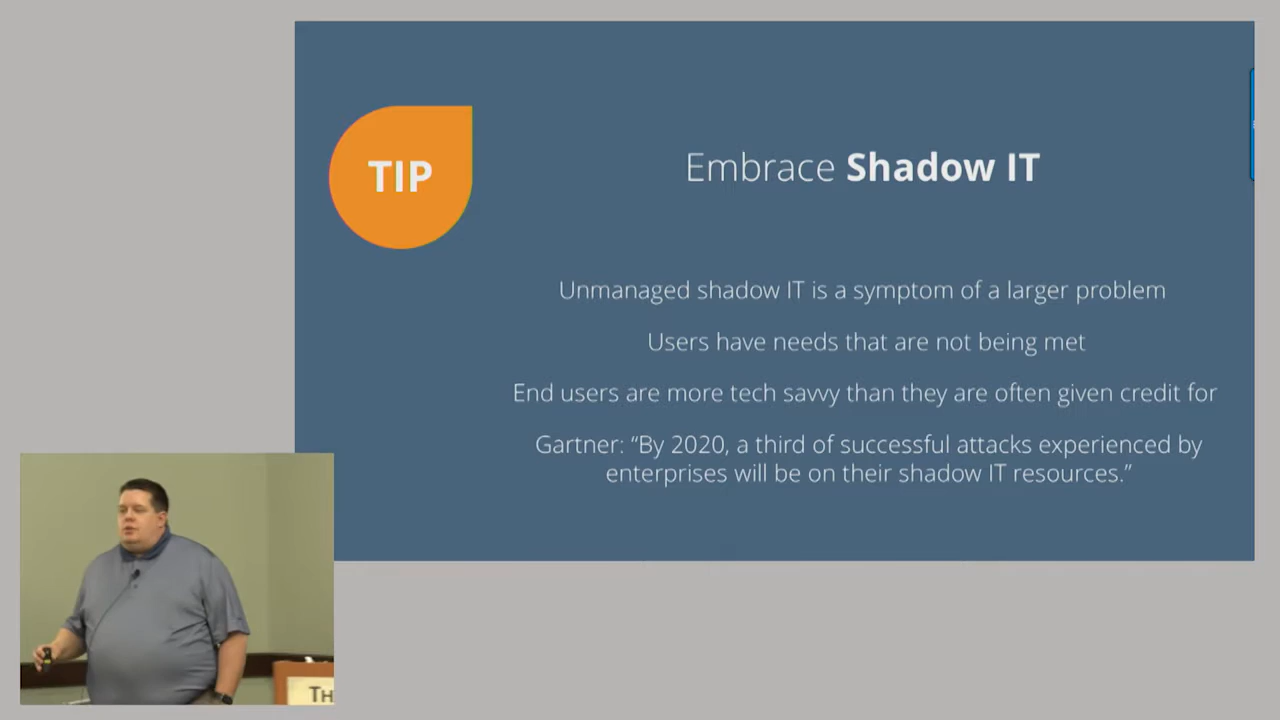 TIP
Embrace Shadow IT
Unmanaged shadow IT is a symptom of a larger problem
Users have needs that are not being met
End users are more tech savvy than they are often given credit for
Gartner: “By 2020, a third of successful attacks experienced by
enterprises will be on their shadow IT resources.”
TH